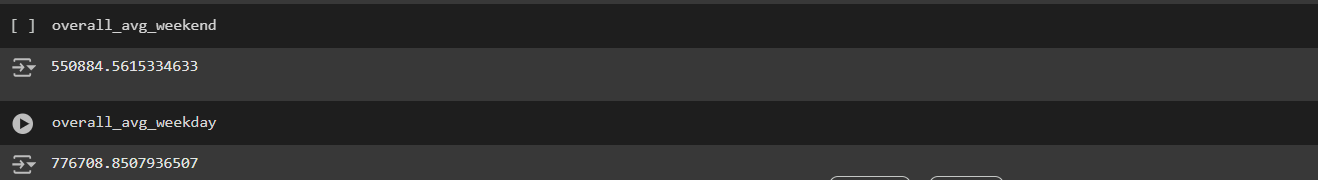 [ ] overall_avg_weekend
550884.5615334633
overall_avg_weekday
776708.8507936507